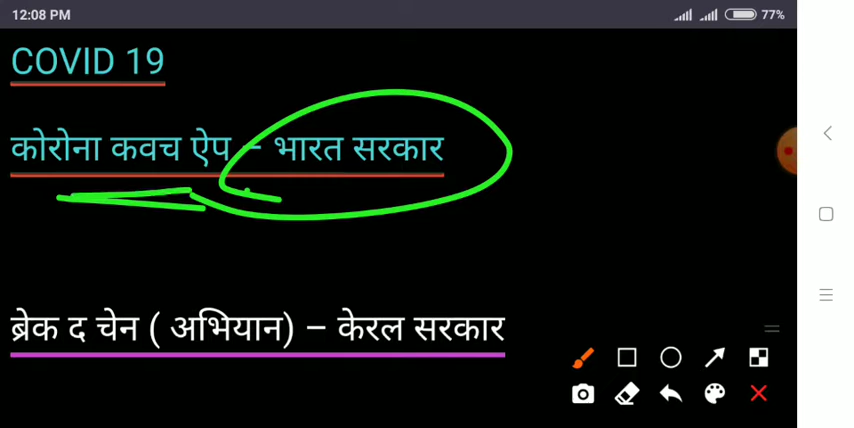 12:08 PM
77%
COVID 19
कोरोना कवच ऐप – भारत सरकार
ब्रेक द चेन ( अभियान) – केरल सरकार